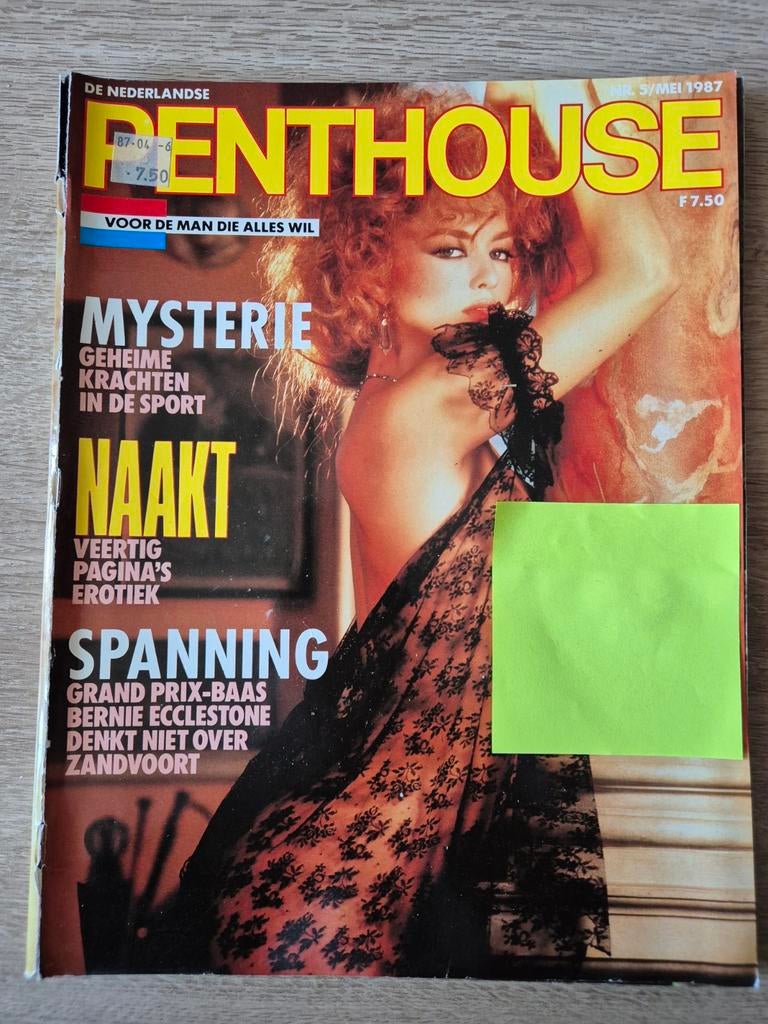 DE NEDERLANDSE
NR. 5/MEI 1987
PENTHOUSE
87-04 -6
.7.50
F 7.50
VOOR DE MAN DIE ALLES WIL
MYSTERIE
GEHEIME
KRACHTEN
IN DE SPORT
NAAKT
VEERTIG
PAGINA'S
EROTIEK
SPANNING
GRAND PRIX-BAAS
BERNIE ECCLESTONE
DENKT NIET OVER
ZANDVOORT